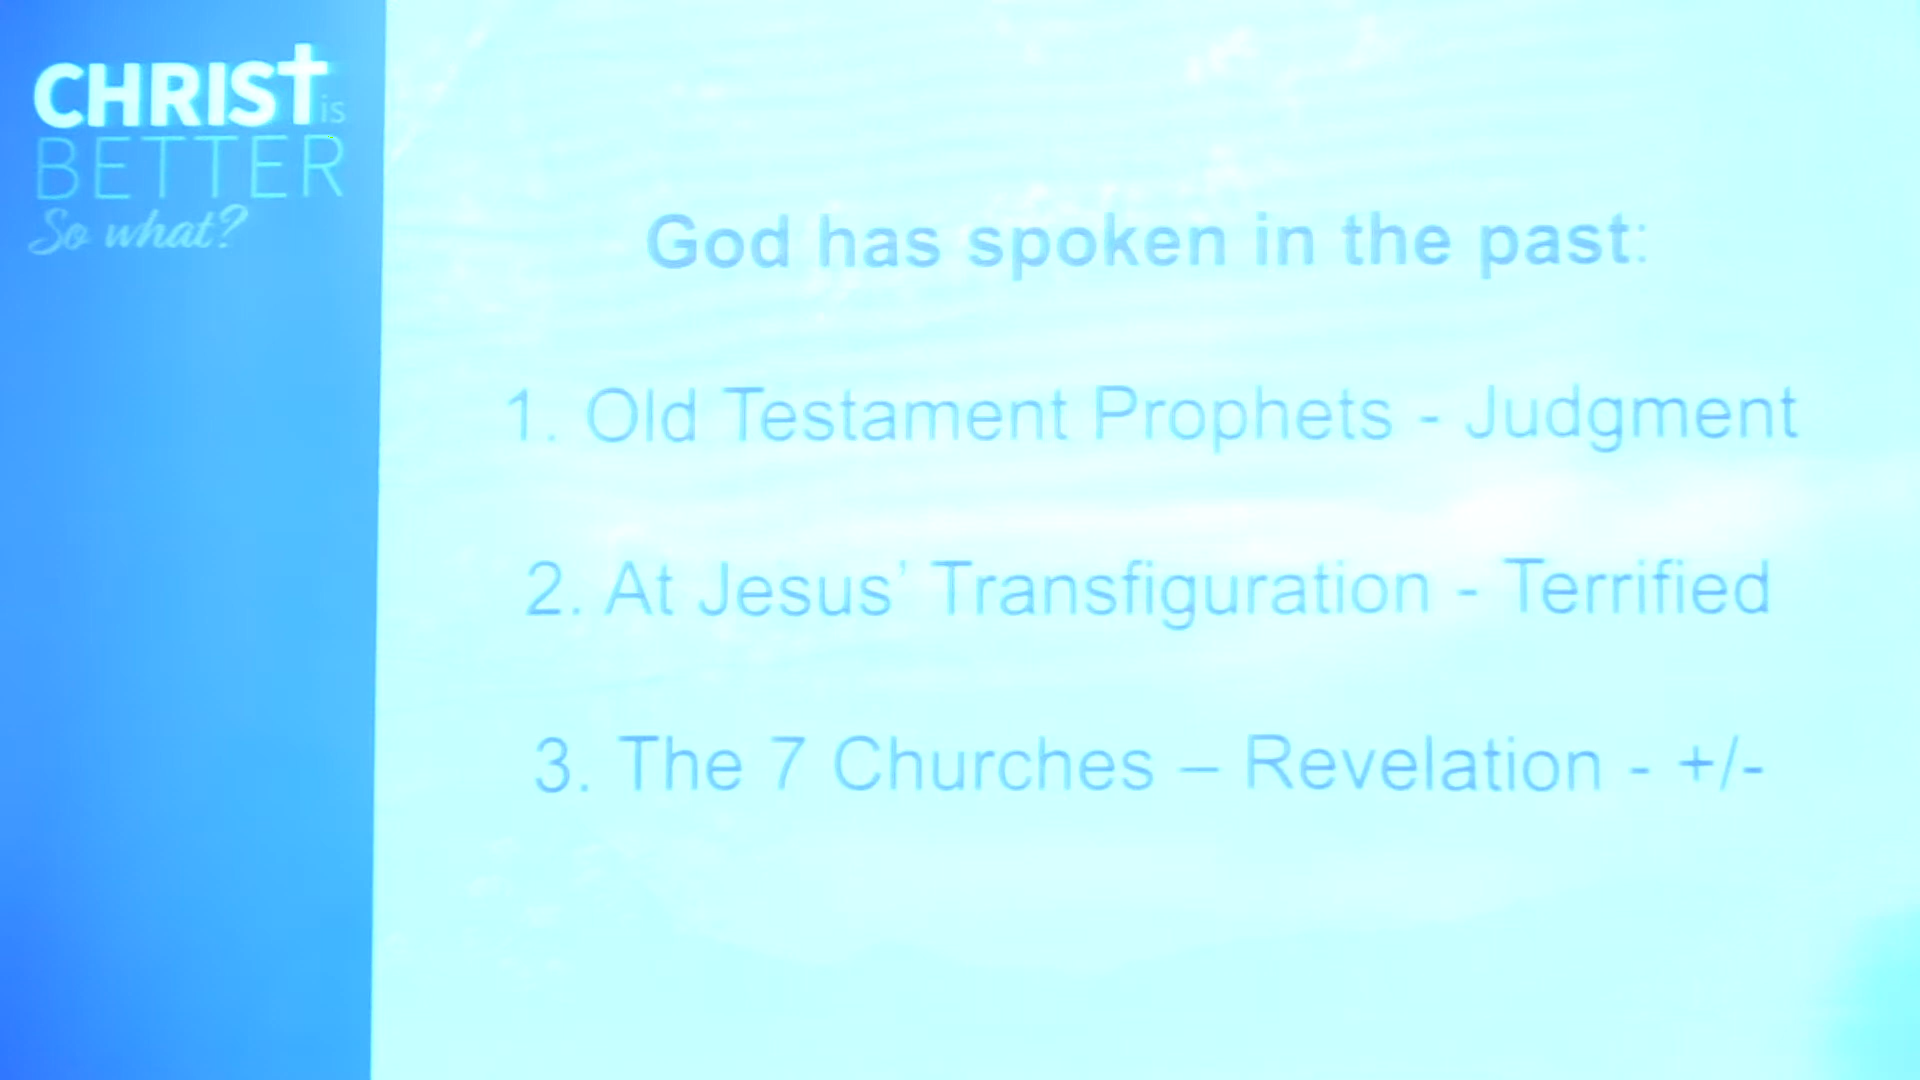 CHRIST is
BETTER
So what?
God has spoken in the past:
1. Old Testament Prophets - Judgment
2. At Jesus' Transfiguration - Terrified
3. The 7 Churches – Revelation - +/-